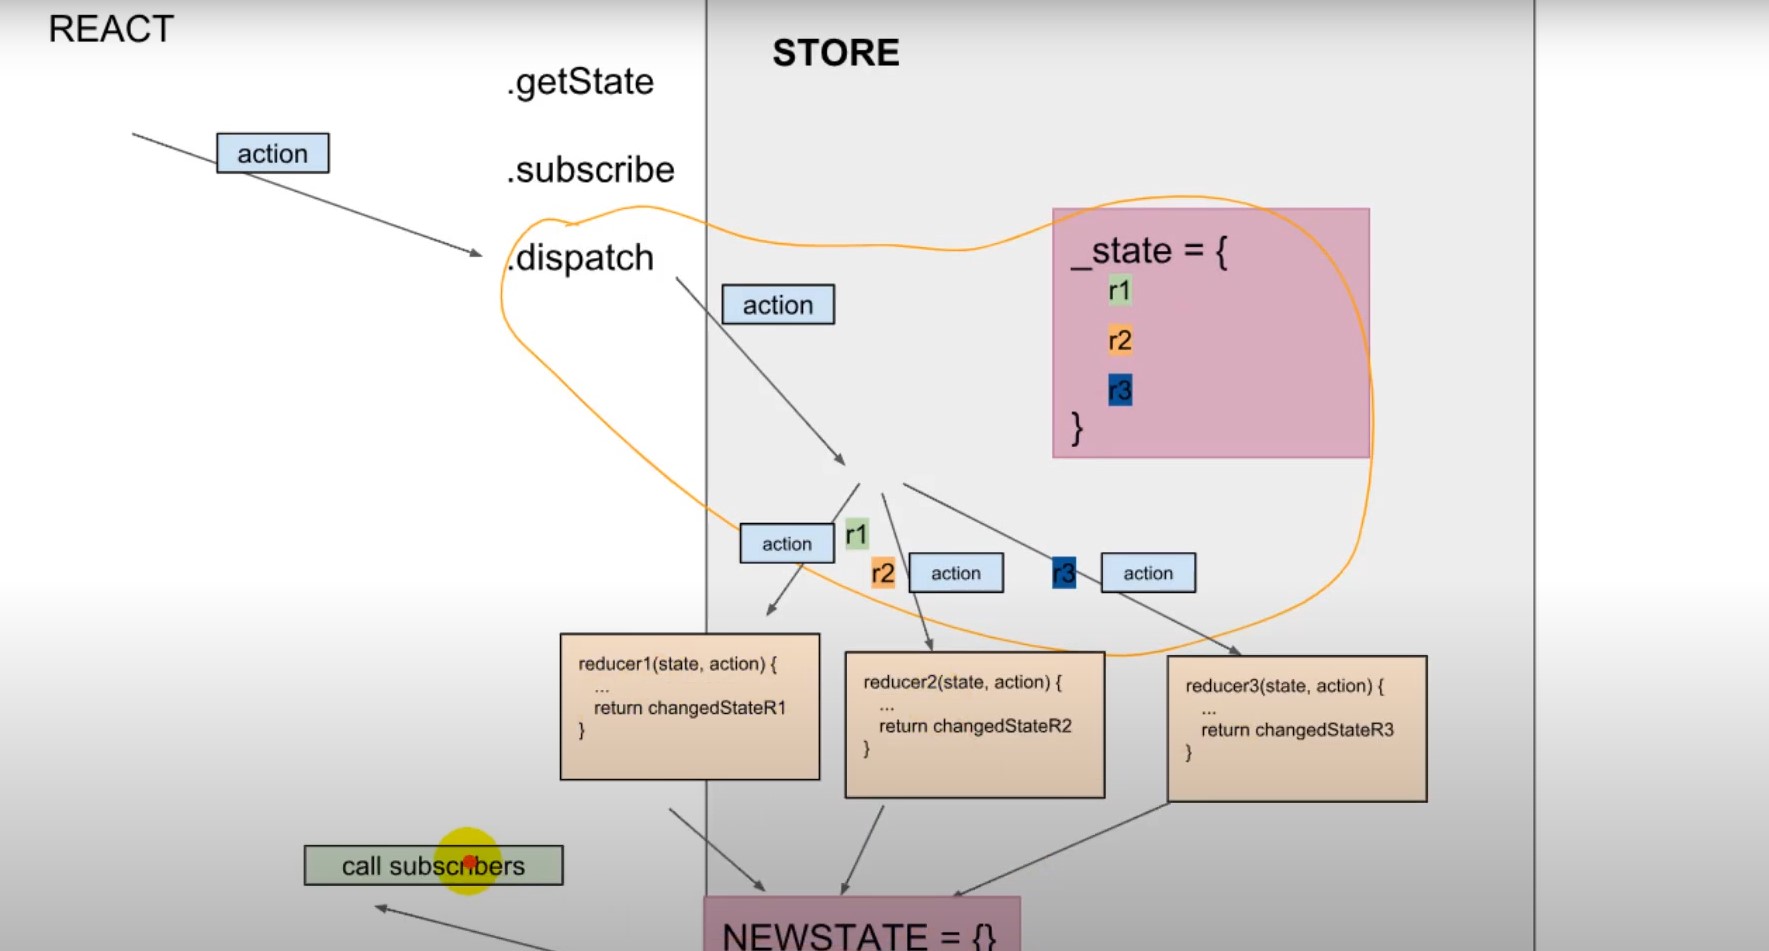 REACT
STORE
.getState
.subscribe
.dispatch
action
action
_state = {
r1
r2
r3
}
action
r1
r2
action
r3
action
reducer1(state, action) {
...
return changedStateR1
}
reducer2(state, action) {
...
return changedStateR2
}
reducer3(state, action) {
...
return changedStateR3
}
call subscribers
NEWSTATE = {}